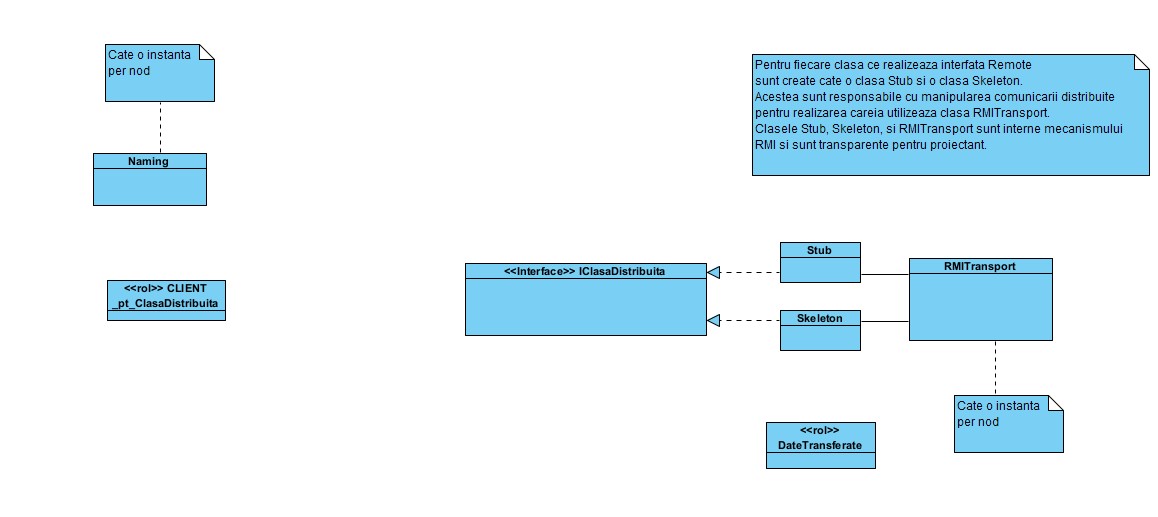 Cate o instanta
per nod
Naming
<<rol>> CLIENT
_pt_ClasaDistribuita
Pentru fiecare clasa ce realizeaza interfata Remote
sunt create cate o clasa Stub si o clasa Skeleton.
Acestea sunt responsabile cu manipularea comunicarii distribuite
pentru realizarea careia utilizeaza clasa RMITransport.
Clasele Stub, Skeleton, si RMITransport sunt interne mecanismului
RMI si sunt transparente pentru proiectant.
<<Interface>> IClasaDistribuita
Stub
Skeleton
RMITransport
Cate o instanta
per nod
<<rol>>
DateTransferate